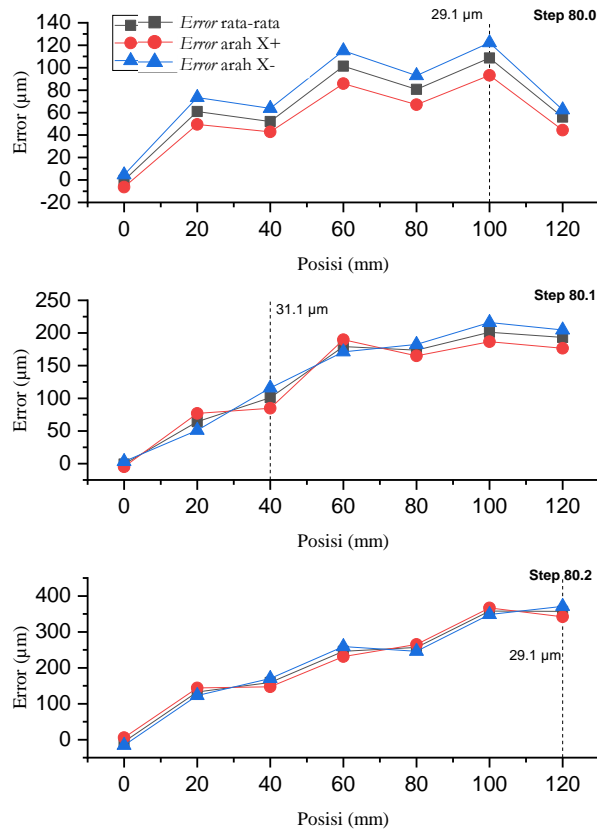 29.1 µm
Step 80.0
Error rata-rata
Error arah X+
Error arah X-
Error (µm)
140
120
100
80
60
40
20
0
-20
0 20 40 60 80 100 120
Posisi (mm)
Step 80.1
31.1 µm
Error (µm)
250
200
150
100
50
0
0 20 40 60 80 100 120
Posisi (mm)
Step 80.2
29.1 µm
Error (µm)
400
300
200
100
0
0 20 40 60 80 100 120
Posisi (mm)